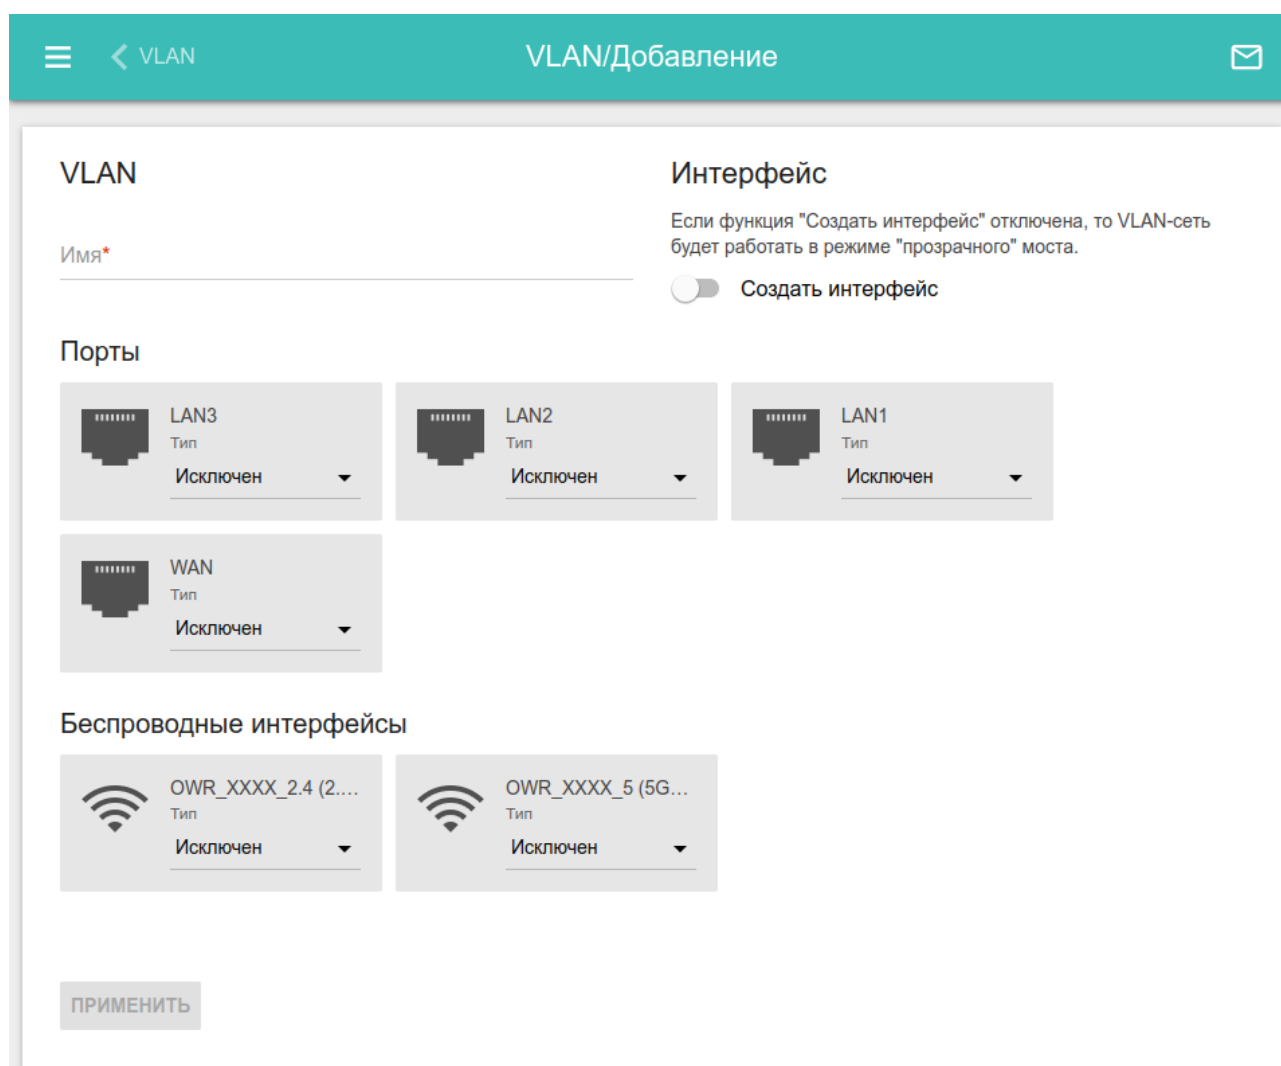 VLAN
VLAN/Добавление
VLAN
Имя*
Интерфейс
Если функция "Создать интерфейс" отключена, то VLAN-сеть
будет работать в режиме "прозрачного" моста.
Создать интерфейс
Порты
LAN3
Тип
Исключен
LAN2
Тип
Исключен
LAN1
Тип
Исключен
WAN
Тип
Исключен
Беспроводные интерфейсы
OWR_XXXX_2.4 (2....
Тип
Исключен
OWR_XXXX_5 (5G...
Тип
Исключен
ПРИМЕНИТЬ